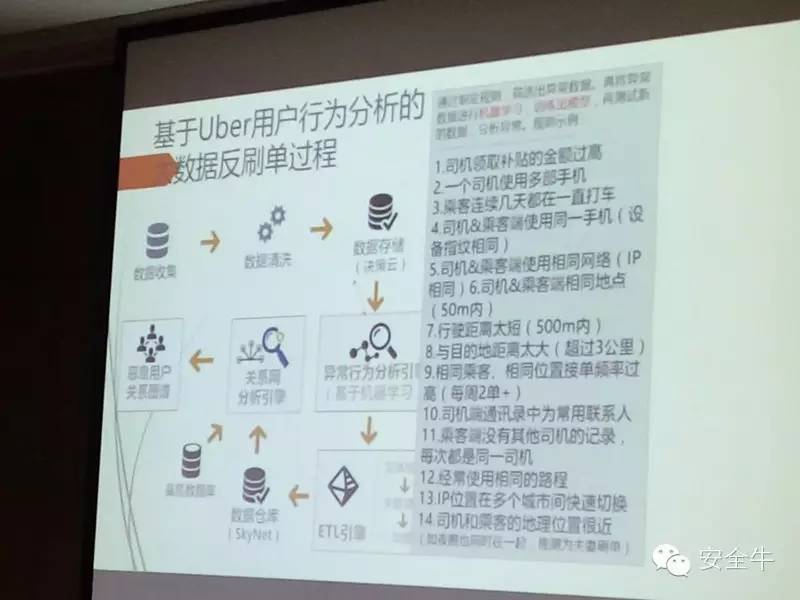 基于Uber用户行为分析的
数据反刷单过程
数据收集
数据清洗
数据存储
（决策云）
恶意用户
关系图谱
关系网
分析引擎
异常行为分析引
（基于机器学习
数据库
数据仓库
（SkyNet）
ETL引擎
通过制定规则，筛选出异常数据。再将异常
数据进行机器学习，训练出模型，再测试新
的数据，分析异常。规则示例
1.司机领取补贴的金额过高
2.一个司机使用多部手机
3.乘客连续几天都在一直打车
4.司机&乘客端使用同一手机（设
备指纹相同）
5.司机&乘客端使用相同网络（IP
相同）6.司机&乘客端相同地点
（50m内）
7.行驶距离太短（500m内）
8.与目的地距离太大（超过3公里）
9.相同乘客、相同位置接单频率过
高（每周2单+）
10.司机端通讯录中为常用联系人
11.乘客端没有其他司机的记录，
每次都是同一司机
12.经常使用相同的路程
13.IP位置在多个城市间快速切换
14.司机和乘客的地理位置很近
（如夜晚也同时在一起，推测为夫妻刷单）
安全牛